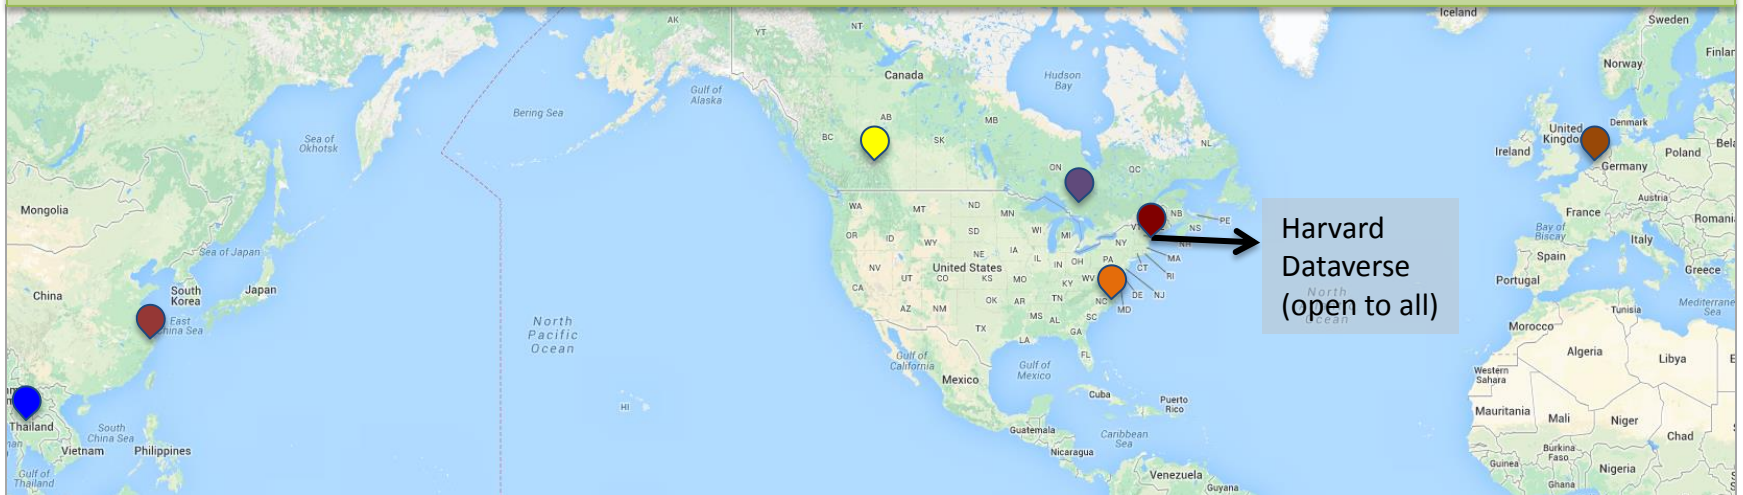 Iceland
Sweden
AK
YT
NT
Finlan
Norway
Canada
Hudson
Bay
Gulf of
Alaska
Bering Sea
AB
MB
BC
SK
Sea of
Okhotsk
NL
United
Kingdo
Denmark
Ireland
Poland
Bela
Germany
ON
QC
Mongolia
WA
MT
ND
MN
NB
PE
NS
Austria
France
Romani
Harvard
Dataverse
(open to all)
OR
ID
SD
WI
MI
VT
NY
NH
Bay of
Biscay
Italy
Sea of Japan
WY
NE
IA
IL
IN
OH
PA
MA
CT
RI
Spain
Greece
NV
UT
United States
CO
KS
MO
KY
WV
Portugal
China
South
Korea
Japan
CA
OK
AR
TN
NC
DE
NJ
MD
North
Ocean
Mediterrane
Sea
East
hina Sea
AZ
NM
MS
AL
SC
GA
Tunisia
Morocco
North
Pacific
Ocean
TX
LA
FL
Algeria
Libya
E
Gulf of
California
Gulf of
Mexico
Mexico
Western
Sahara
Cuba
Puerto
Rico
HI
Mauritania
Mali
Niger
Chad
Thailand
South
China Sea
Vietnam
Philippines
Guatemala
Caribbean
Sea
Nicaragua
Burkina
Faso
Guinea
Nigeria
Gulf of
Thailand
Venezuela
Guyana
Ghana